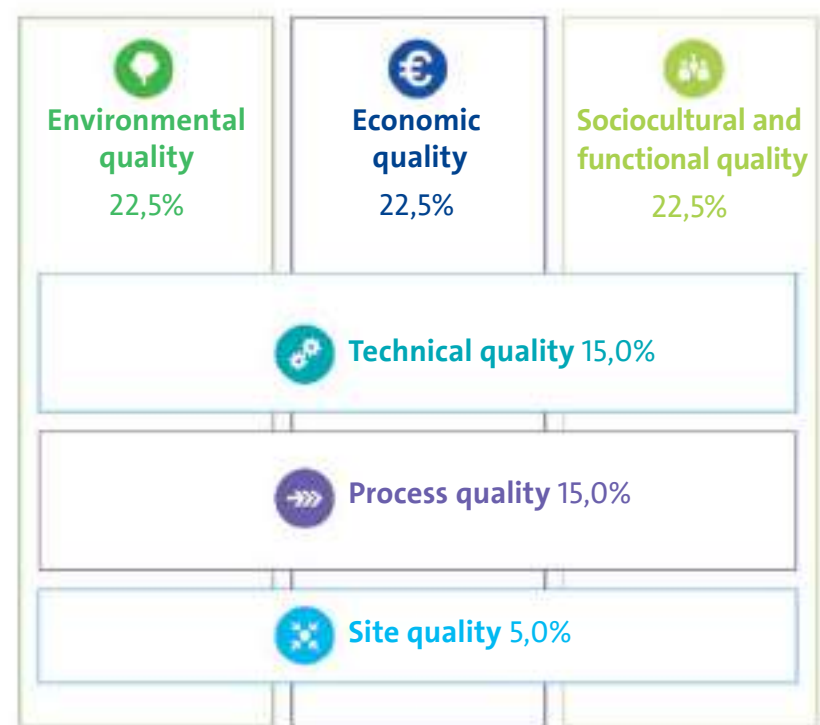 Environmental
quality
22,5%
Economic
quality
22,5%
Sociocultural and
functional quality
22,5%
Technical quality 15,0%
Process quality 15,0%
Site quality 5,0%